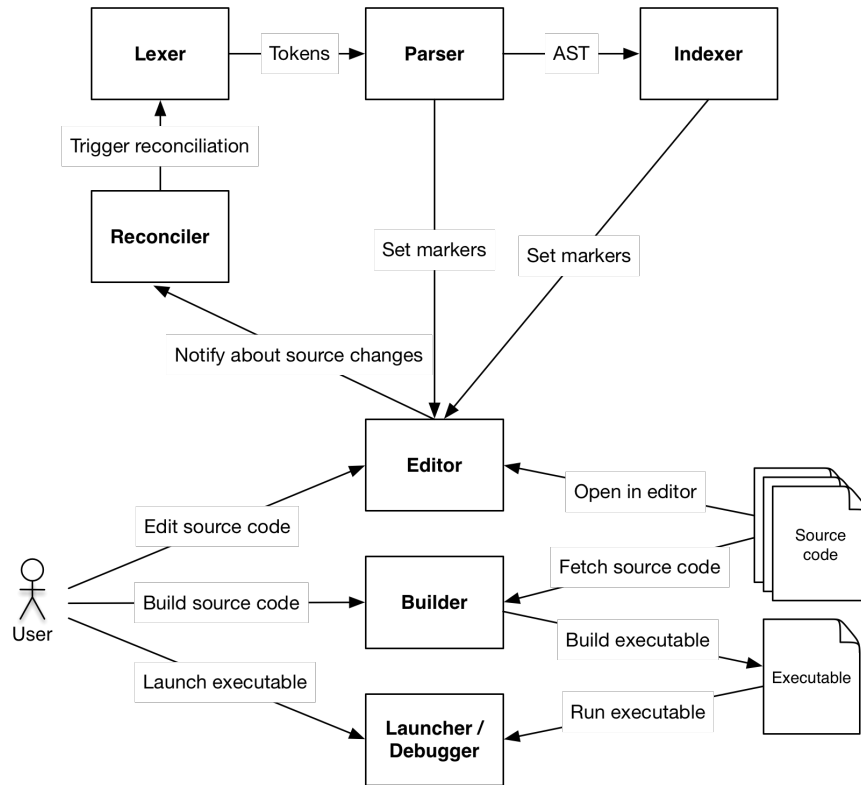 Lexer
Tokens
Parser
AST
Indexer
Trigger reconciliation
Reconciler
Set markers
Set markers
Notify about source changes
Editor
Open in editor
Source
code
Edit source code
Fetch source code
User
Build source code
Builder
Build executable
Executable
Launch executable
Run executable
Launcher /
Debugger